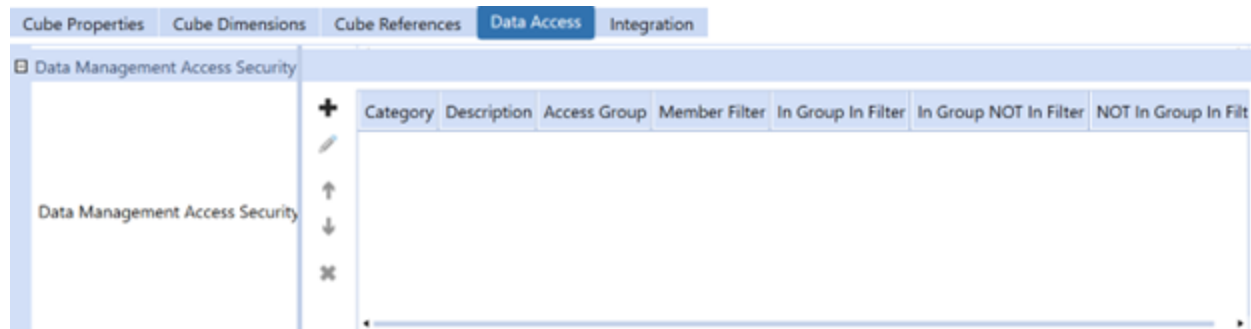 Cube Properties Cube Dimensions Cube References Data Access Integration
Data Management Access Security
Category Description Access Group Member Filter In Group In Filter In Group NOT In Filter NOT In Group In Filt
Data Management Access Security